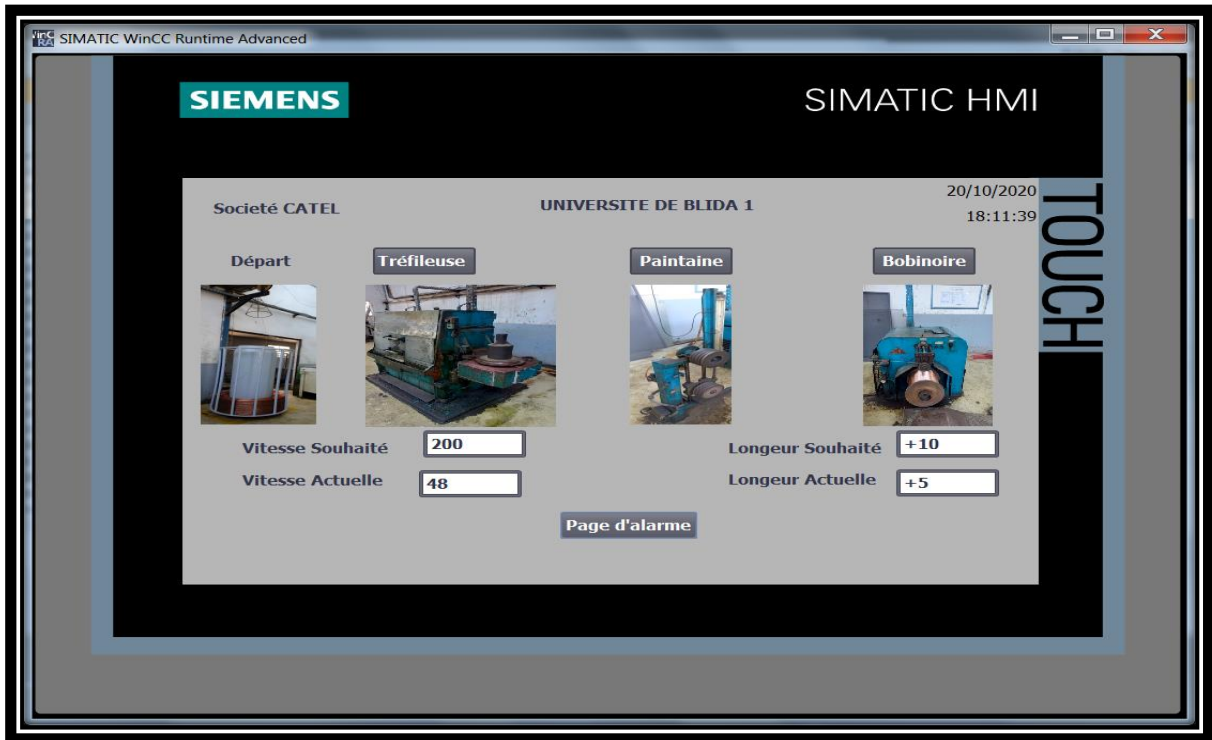 SIMATIC WinCC Runtime Advanced
SIEMENS
SIMATIC HMI
TOUCH
Societé CATEL
UNIVERSITE DE BLIDA 1
20/10/2020
18:11:39
Départ
Tréfileuse
Paintaine
Bobinoire
Vitesse Souhaité
200
Longeur Souhaité
+10
Vitesse Actuelle
48
Longeur Actuelle
+5
Page d'alarme